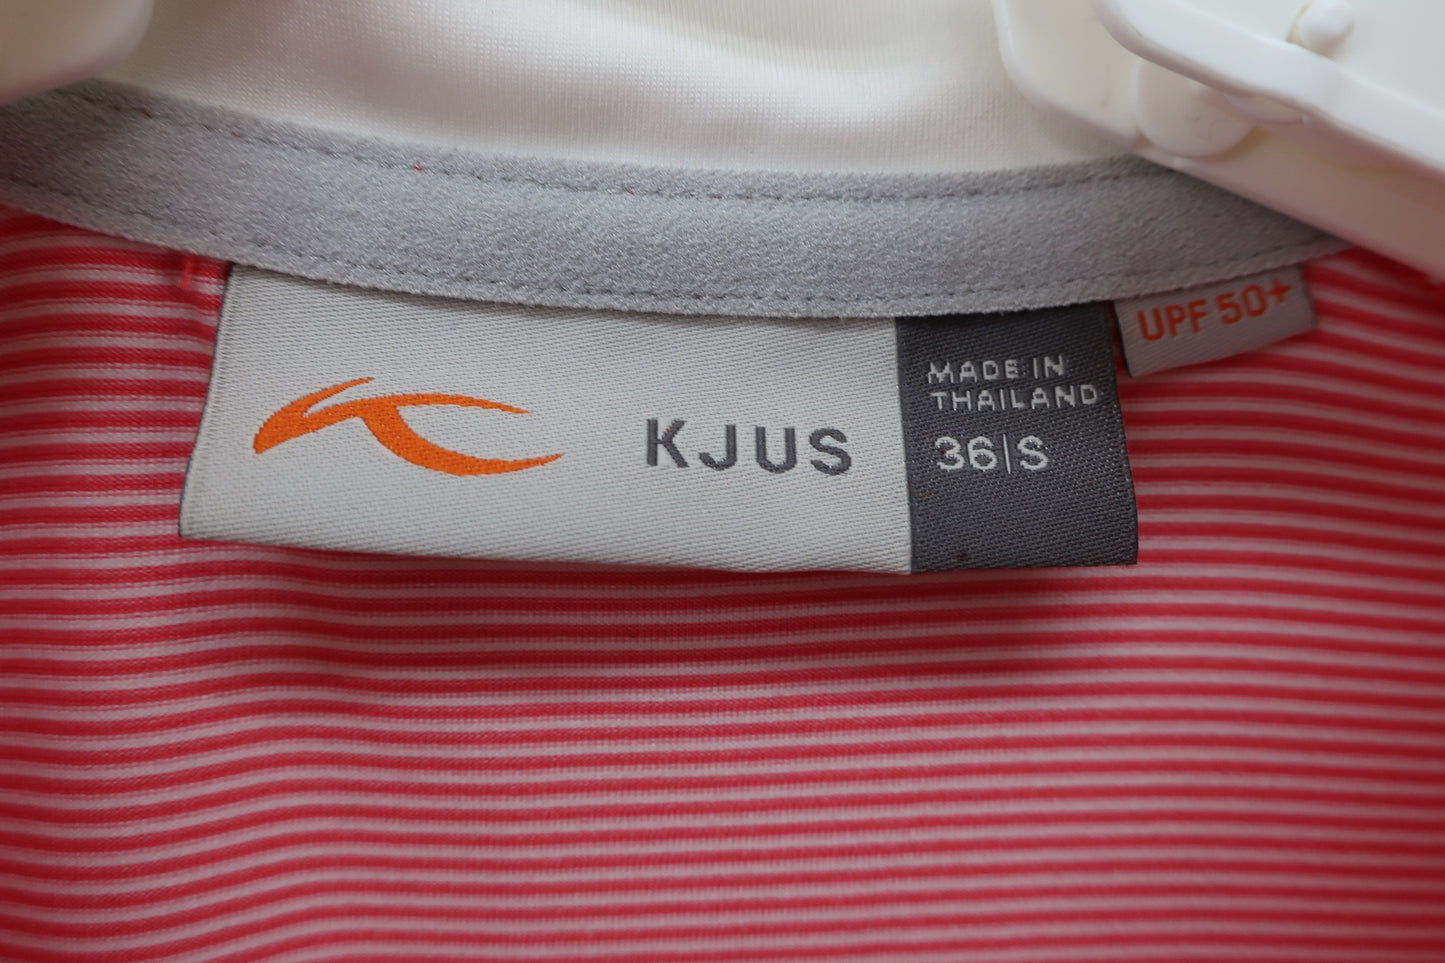 KJUS
MADE IN
THAILAND
36|S
UPF 50+